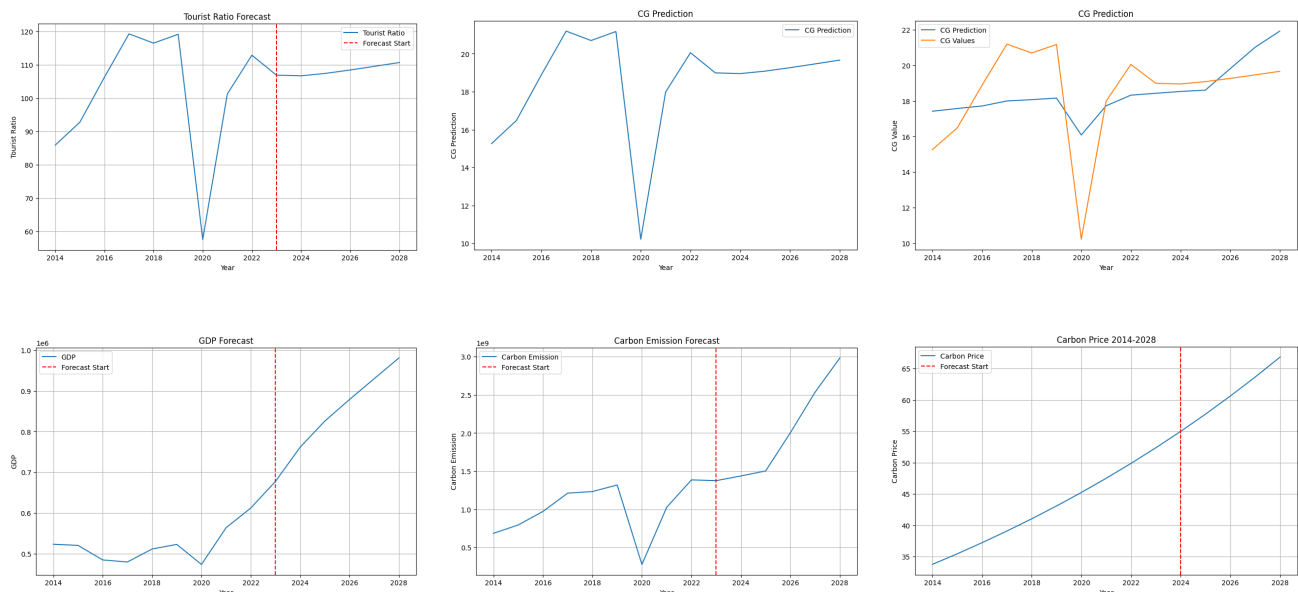 Tourist Ratio Forecast
Tourist Ratio
Forecast Start
120
110
100
90
80
70
60
Tourist Ratio
2014 2016 2018 2020 2022 2024 2026 2028
Year
CG Prediction
CG Prediction
20
18
16
14
12
10
CG Prediction
2014 2016 2018 2020 2022 2024 2026 2028
Year
CG Prediction
CG Prediction
CG Values
22
20
18
16
14
12
10
CG Value
2014 2016 2018 2020 2022 2024 2026 2028
Year
GDP Forecast
1e6
GDP
Forecast Start
1.0
0.9
0.8
0.7
0.6
0.5
GDP
2014 2016 2018 2020 2022 2024 2026 2028
Year
Carbon Emission Forecast
1e9
Carbon Emission
Forecast Start
3.0
2.5
2.0
1.5
1.0
0.5
Carbon Emission
2014 2016 2018 2020 2022 2024 2026 2028
Year
Carbon Price 2014-2028
Carbon Price
Forecast Start
65
60
55
50
45
40
35
Carbon Price
2014 2016 2018 2020 2022 2024 2026 2028
Year